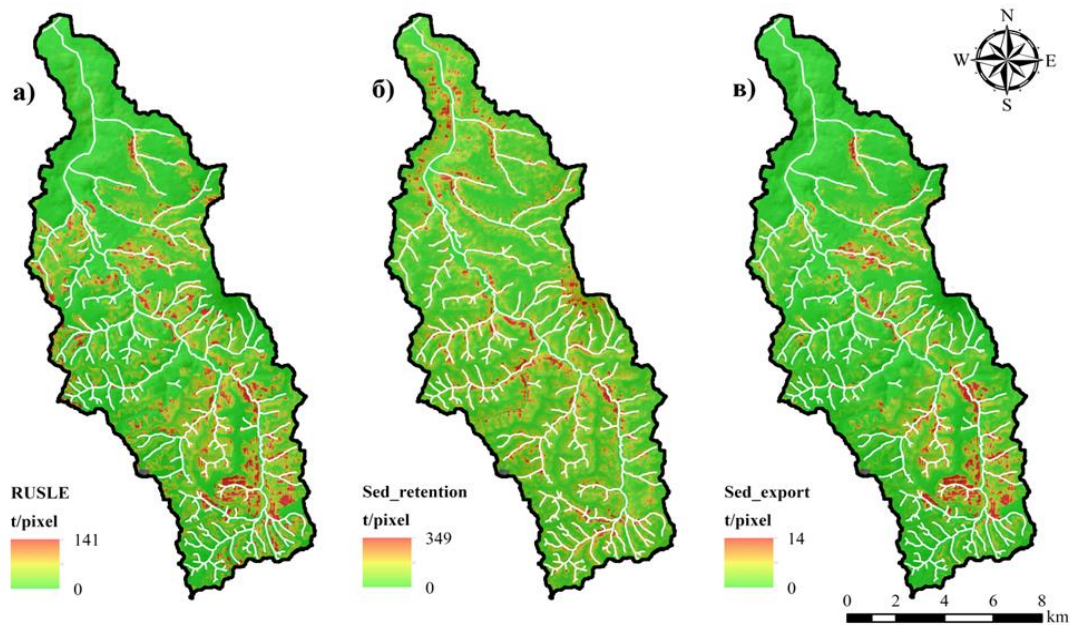 а)
б)
в)
N
W
E
S
RUSLE
t/pixel
141
0
Sed_retention
t/pixel
349
0
Sed_export
t/pixel
14
0
0 2 4 6 8
km